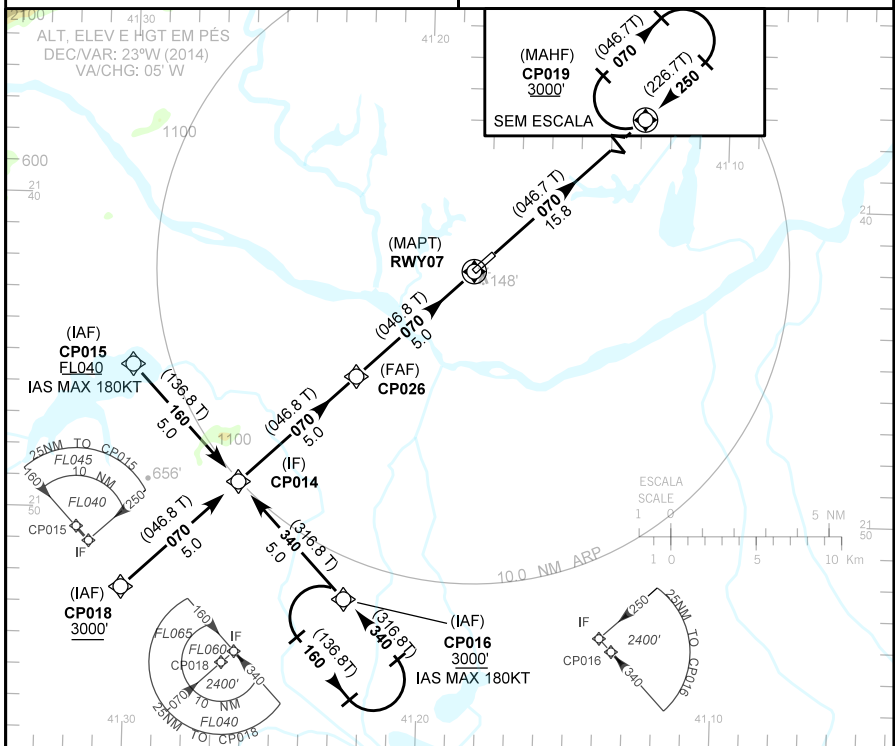 2100
41 30
41 20
ALT, ELEV E HGT EM PÉS
DEC/VAR: 23ºW (2014)
VA/CHG: 05' W
(MAHF)
CP019
3000'
(046.7T)
070
(226.7T)
250
SEM ESCALA
1100
600
21
40
41 10
21
40
(046.7 T)
070
15.8
(MAPT)
RWY07
148'
(046.8 T)
070
5.0
(IAF)
CP015
FL040
IAS MAX 180KT
(136.8 T)
160
5.0
(FAF)
CP026
(046.8 T)
070
5.0
1100
(IF)
CP014
656'
25NM TO CP015
FL045
10 NM
FL040
160
250
CP015
IF
21
50
ESCALA
SCALE
1 0 5 NM
1 0 5 10 Km
21
50
(046.8 T)
070
5.0
(316.8 T)
340
5.0
10.0 NM ARP
(IAF)
CP018
3000'
(IAF)
CP016
3000'
IAS MAX 180KT
(316.8T)
340
(136.8T)
160
FL065
160
IF
FL060
CP018
340
2400'
070
10 NM
FL040
25NM TO CP018
IF
250
2400'
CP016
340
25NM TO CP016
41 30
41 20
41 10